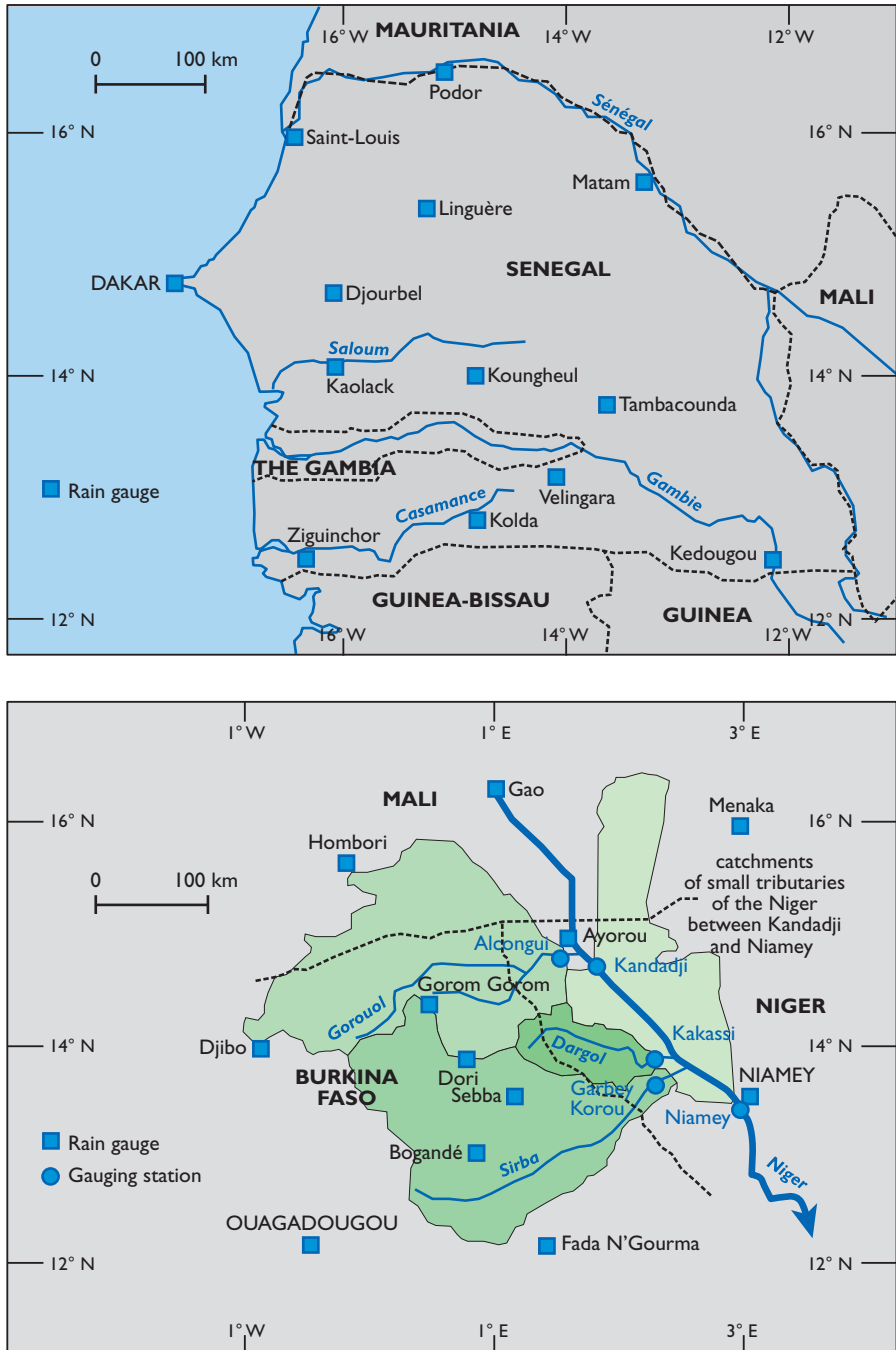 16° W
MAURITANIA
14° W
12° W
0
100 km
Podor
Sénégal
16° N
16° N
Saint-Louis
Matam
Linguère
SENEGAL
DAKAR
Djourbel
MALI
Saloum
14° N
Kaolack
Koungheul
14° N
Tambacounda
THE GAMBIA
Rain gauge
Velingara
Gambie
Casamance
Kolda
Ziguinchor
Kedougou
GUINEA-BISSAU
GUINEA
12° N
12° N
16° W
14° W
12° W
1° W
1° E
3° E
Gao
MALI
Menaka
16° N
16° N
Hombori
0
100 km
catchments
of small tributaries
of the Niger
between Kandadji
and Niamey
Ayorou
Alcongui
Kandadji
Gorom Gorom
NIGER
Gorouol
Kakassi
Djibo
14° N
14° N
Dargol
BURKINA
FASO
Dori
Sebba
Garbey
Korou
NIAMEY
Niamey
Rain gauge
Bogandé
Sirba
Gauging station
Niger
OUAGADOUGOU
Fada N'Gourma
12° N
12° N
1° W
1° E
3° E